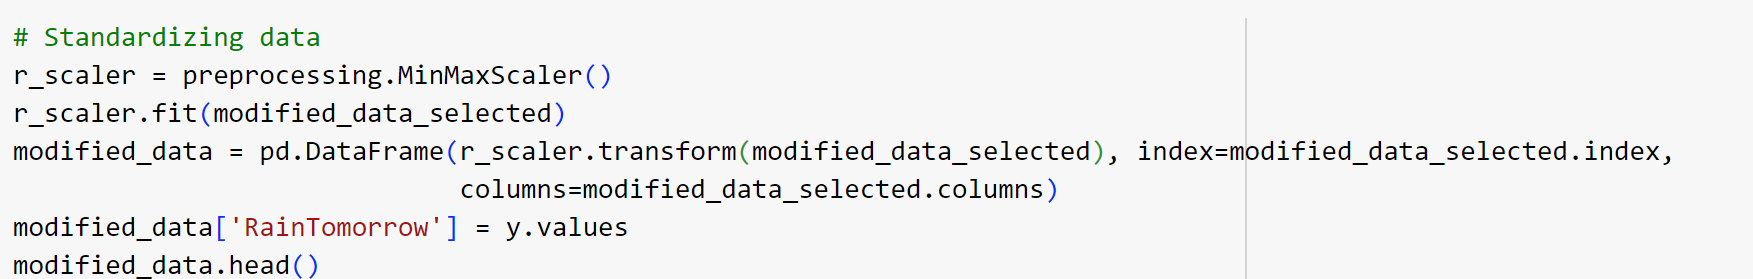 # Standardizing data
r_scaler = preprocessing.MinMaxScaler()
r_scaler.fit(modified_data_selected)
modified_data = pd.DataFrame(r_scaler.transform(modified_data_selected), index=modified_data_selected.index,
                             columns=modified_data_selected.columns)
modified_data['RainTomorrow'] = y.values
modified_data.head()